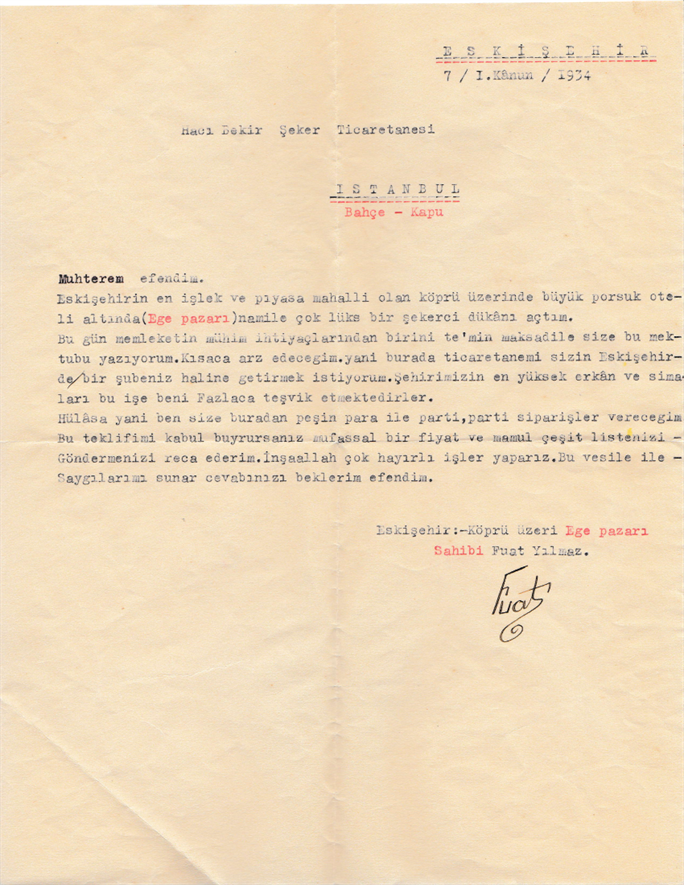 E S K İ Ş E H İ R
7 / I.Kânun / 1934
Hacı Bekir Şeker Ticaretanesi
I S T A N B U L
Bahçe - Kapu
Muhterem efendim.
Eskişehirin en işlek ve pıyasa mahalli olan köprü üzerinde büyük porsuk ote-
li altında(Ege pazarı)namile çok lüks bir şekerci dükânı açtım.
Bu gün memleketin mühim ihtiyaçlarından birini te'min maksadile size bu mek-
tubu yazıyorum.Kısaca arz edecegim.yani burada ticaretanemi sizin Eskişehir-
de/bir şubeniz haline getirmek istiyorum.Şehirimizin en yüksek erkân ve sima-
ları bu işe beni Fazlaca teşvik etmektedirler.
Hülâsa yani ben size buradan peşin para ile parti,parti siparişler verecegim
Bu teklifimi kabul buyrursanız mufassal bir fiyat ve mamul çeşit listenizi -
Göndermenizi reca ederim.İnşaallah çok hayırlı işler yaparız.Bu vesile ile -
Saygılarımı sunar cevabınızı beklerim efendim.
Eskişehir:-Köprü üzeri Ege pazarı
Sahibi Fuat Yılmaz.
Fuat